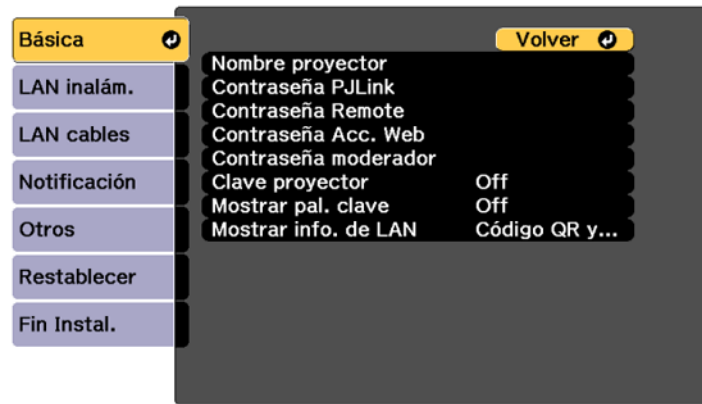 Básica
LAN inalám.
LAN cables
Notificación
Otros
Restablecer
Fin Instal.
Volver
Nombre proyector
Contraseña PJLink
Contraseña Remote
Contraseña Acc. Web
Contraseña moderador
Clave proyector Off
Mostrar pal. clave Off
Mostrar info. de LAN Código QR y...